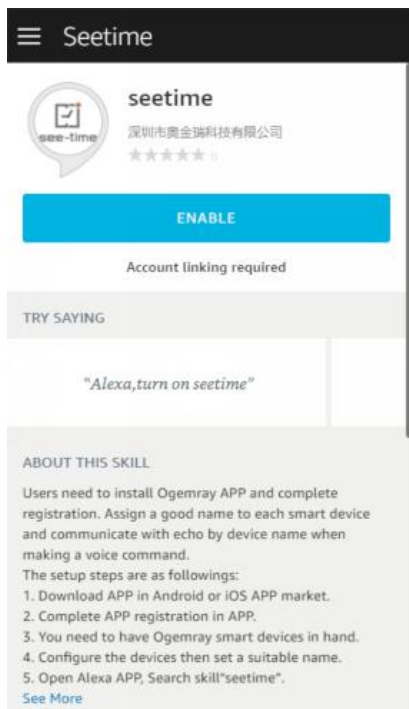 Seetime
see-time
seetime
深圳市奥金瑞科技有限公司
0
ENABLE
Account linking required
TRY SAYING
"Alexa,turn on seetime"
ABOUT THIS SKILL
Users need to install Ogemray APP and complete
registration. Assign a good name to each smart device
and communicate with echo by device name when
making a voice command.
The setup steps are as followings:
1. Download APP in Android or iOS APP market.
2. Complete APP registration in APP.
3. You need to have Ogemray smart devices in hand.
4. Configure the devices then set a suitable name.
5. Open Alexa APP, Search skill"seetime".
See More